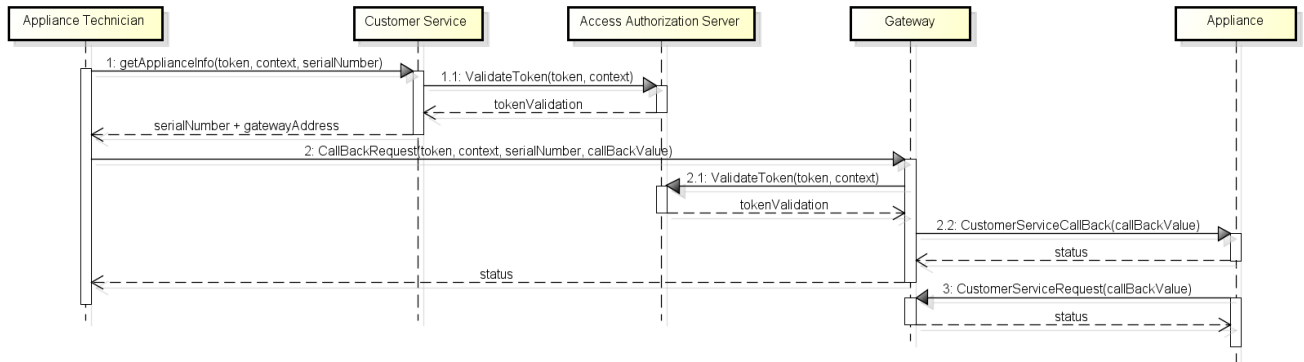 Appliance Technician
Customer Service
Access Authorization Server
Gateway
Appliance
1: getApplianceInfo(token, context, serialNumber)
1.1: ValidateToken(token, context)
tokenValidation
serialNumber + gatewayAddress
2: CallBackRequest(token, context, serialNumber, callBackValue)
2.1: ValidateToken(token, context)
tokenValidation
2.2: CustomerServiceCallBack(callBackValue)
status
status
3: CustomerServiceRequest(callBackValue)
status